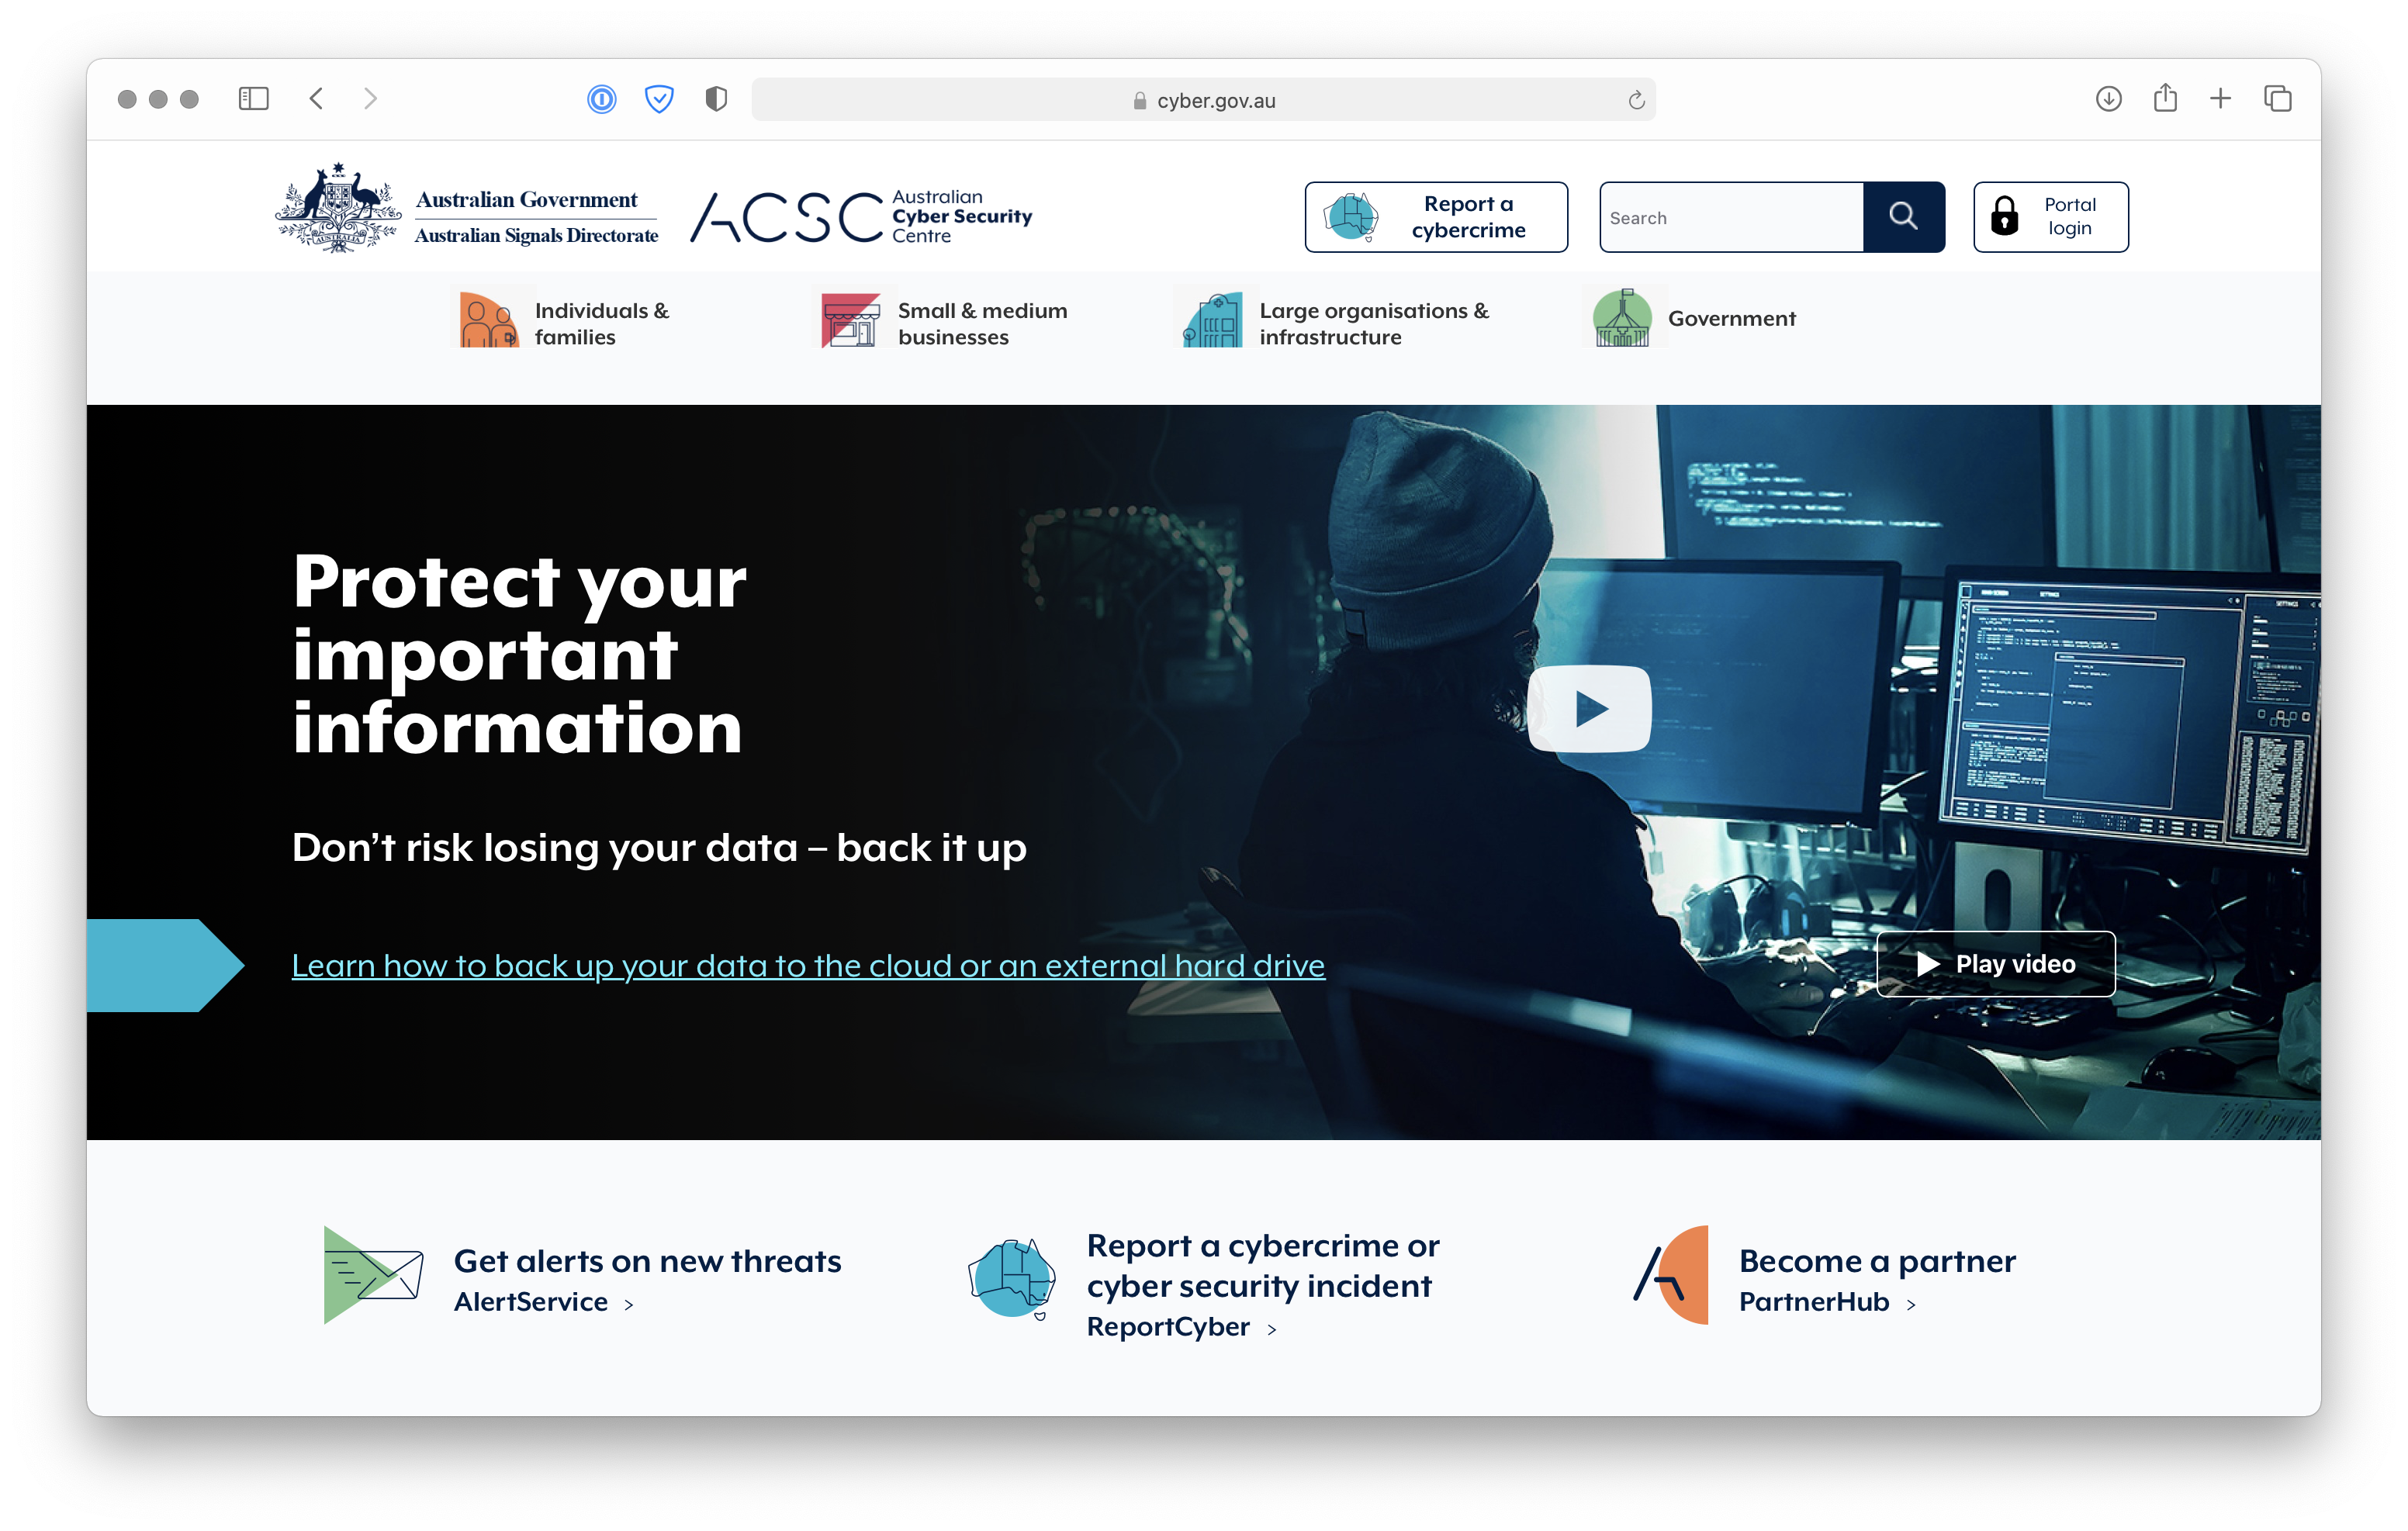 cyber.gov.au
Australian Government
Australian Signals Directorate
AUSTRALIA
ACSC
Australian
Cyber Security
Centre
Report a
cybercrime
Search
Portal
login
Individuals &
families
Small & medium
businesses
Large organisations &
infrastructure
Government
Protect your
important
information
Don’t risk losing your data – back it up
Learn how to back up your data to the cloud or an external hard drive
SETTINGS
SETTINGS
Play video
Get alerts on new threats
AlertService >
Report a cybercrime or
cyber security incident
ReportCyber >
Become a partner
PartnerHub >